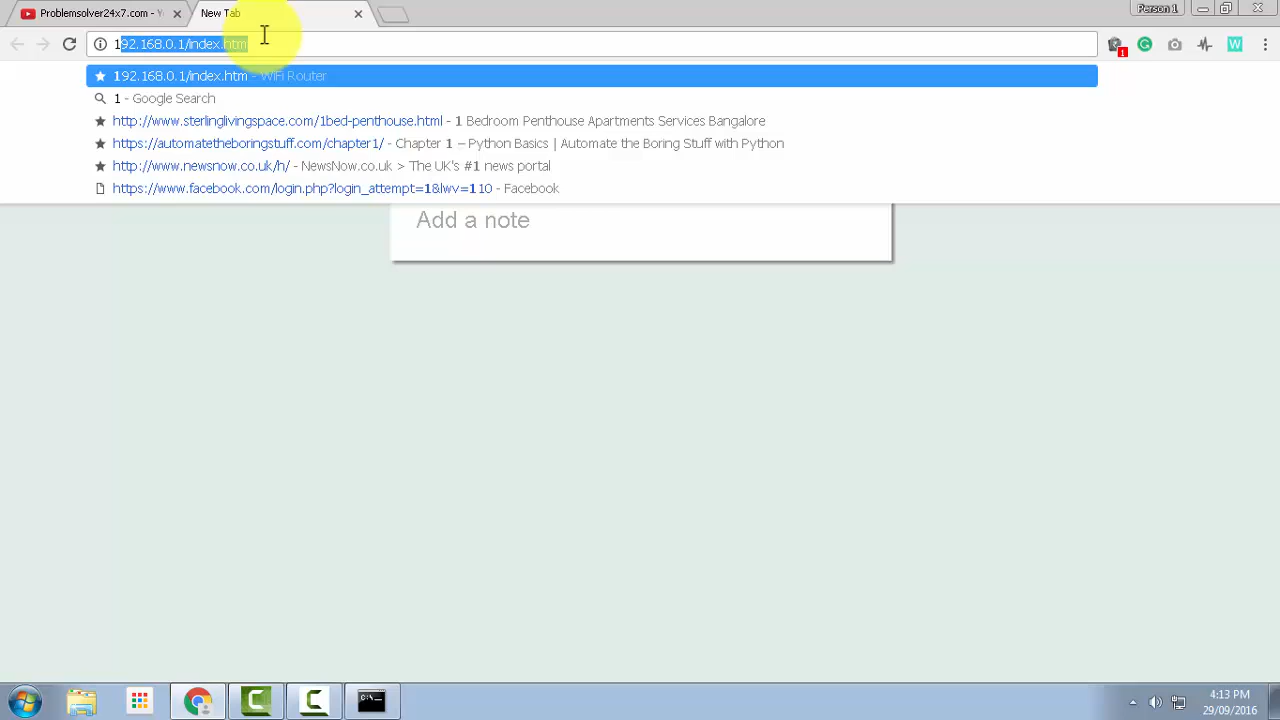 Problemsolver24x7.com - Y
New Tab
Person 1
192.168.0.1/index.htm
1
192.168.0.1/index.htm - WiFi Router
W
1 - Google Search
http://www.sterlinglivingspace.com/1bed-penthouse.html - 1 Bedroom Penthouse Apartments Services Bangalore
https://automatetheboringstuff.com/chapter1/ - Chapter 1 – Python Basics | Automate the Boring Stuff with Python
http://www.newsnow.co.uk/h/ - NewsNow.co.uk > The UK's #1 news portal
https://www.facebook.com/login.php?login_attempt=1&lwv=110 - Facebook
Add a note
4:13 PM
29/09/2016